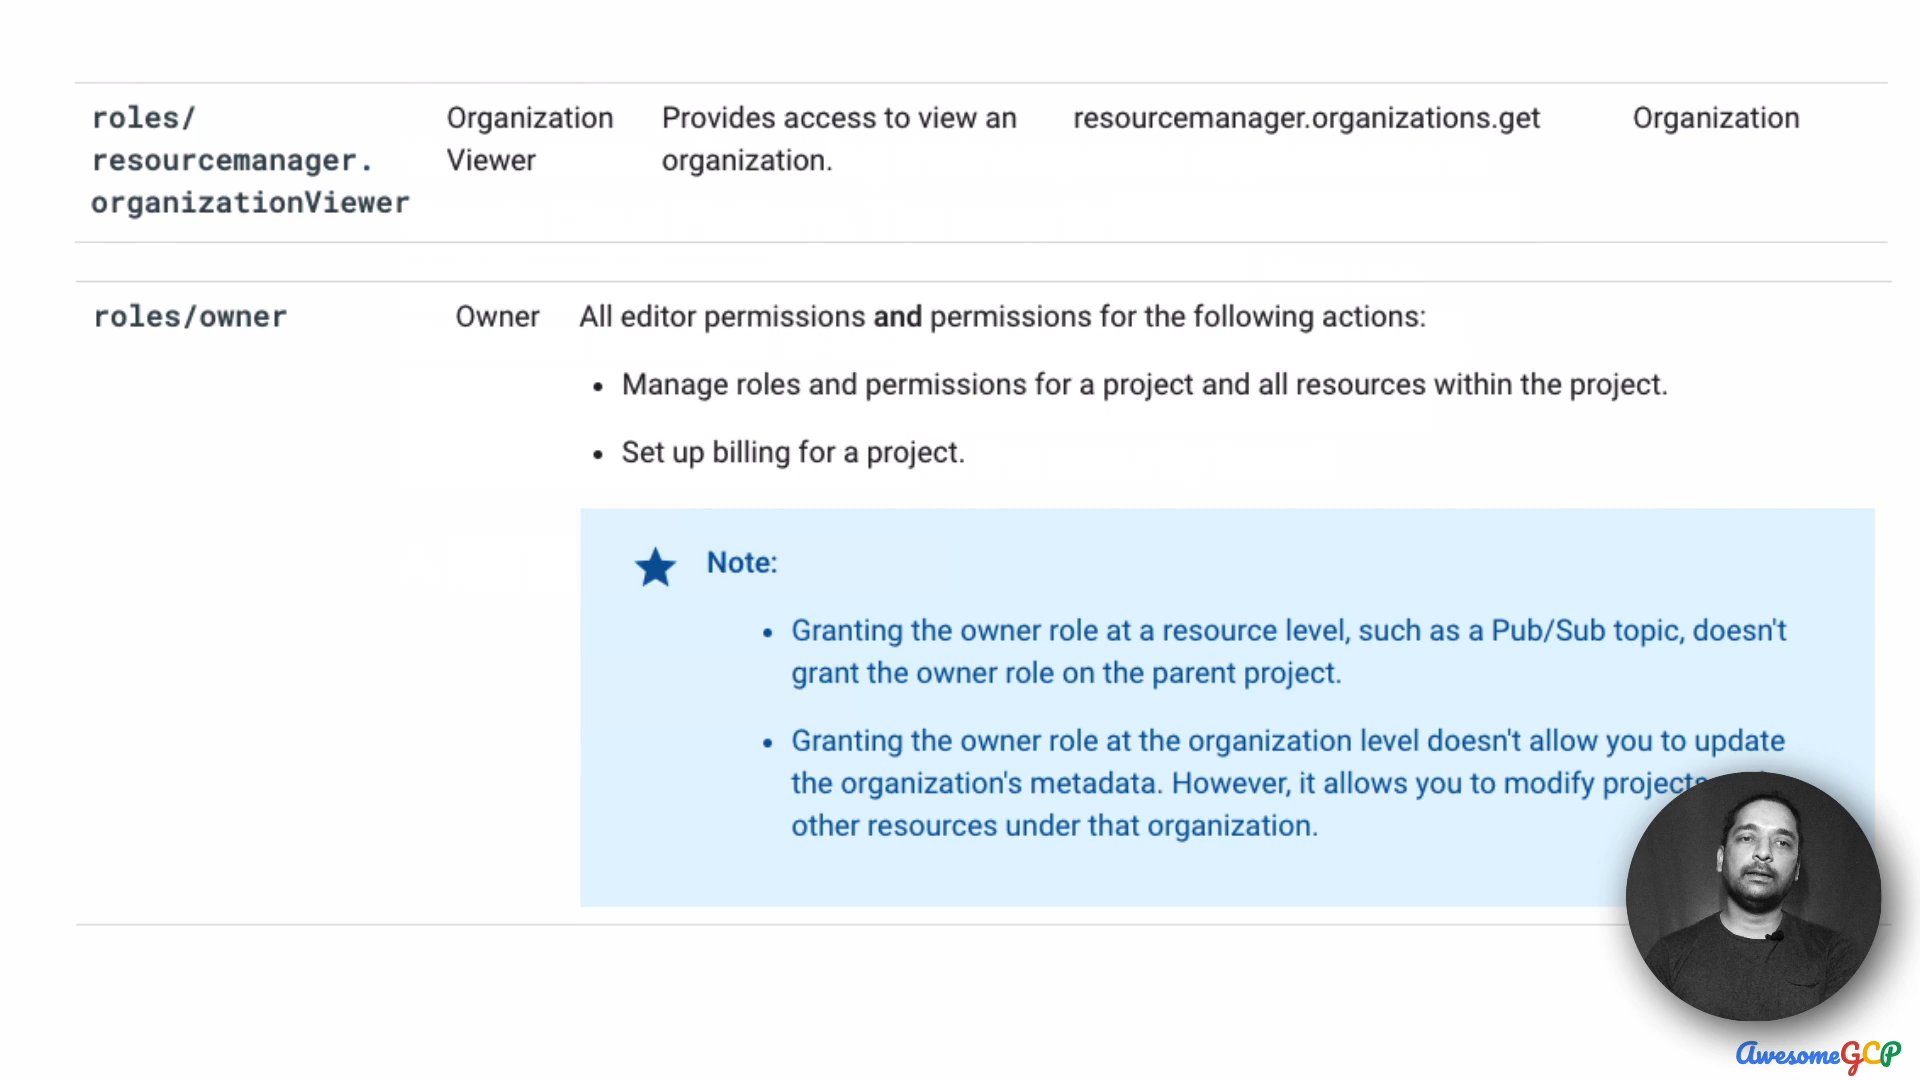 roles/ Organization Provides access to view an resourcemanager.organizations.get Organization
resourcemanager. Viewer organization.
organizationViewer
roles/owner Owner All editor permissions and permissions for the following actions:
• Manage roles and permissions for a project and all resources within the project.
• Set up billing for a project.
Note:
• Granting the owner role at a resource level, such as a Pub/Sub topic, doesn't
grant the owner role on the parent project.
• Granting the owner role at the organization level doesn't allow you to update
the organization's metadata. However, it allows you to modify projects
other resources under that organization.
AwesomeGCP